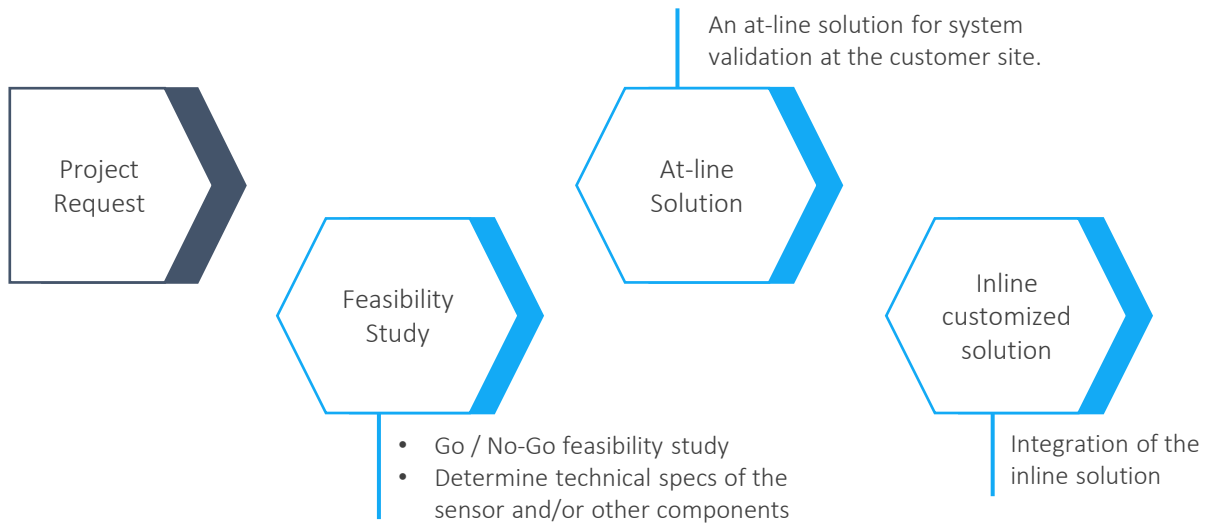 Project
Request
Feasibility
Study
• Go / No-Go feasibility study
• Determine technical specs of the
sensor and/or other components
An at-line solution for system
validation at the customer site.
At-line
Solution
Inline
customized
solution
Integration of the
inline solution